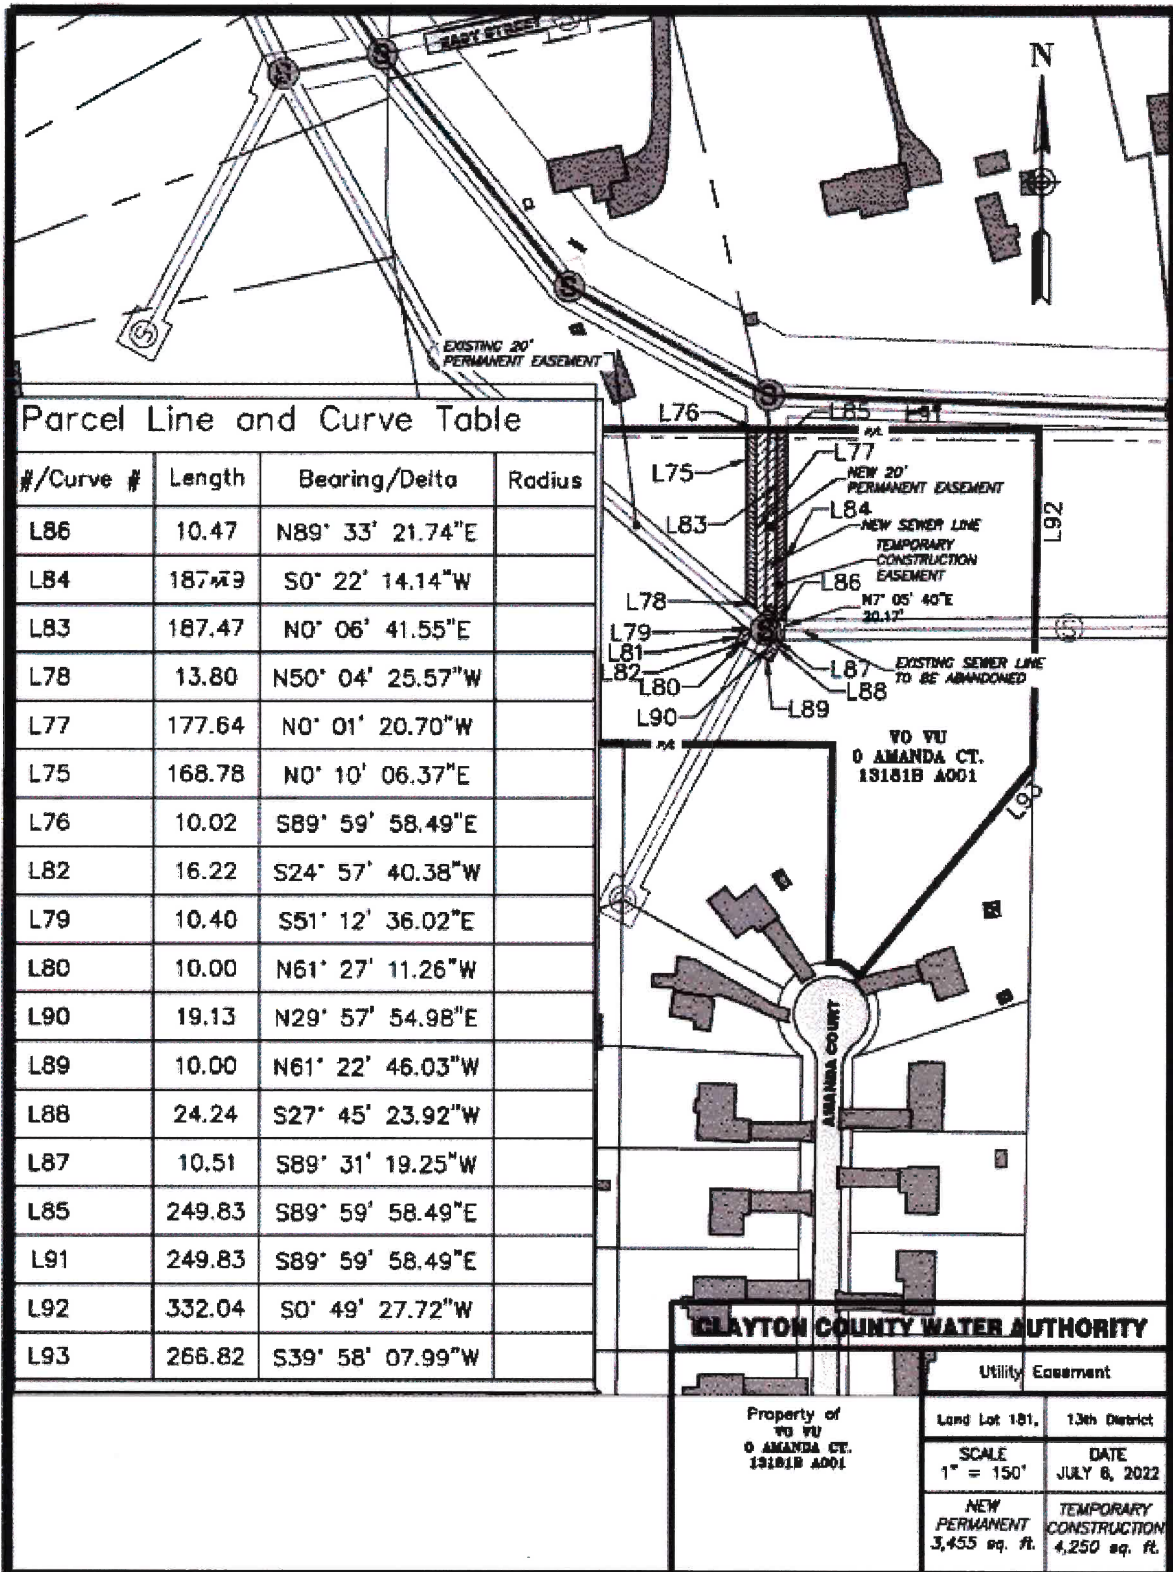 EAST STREET
N
EXISTING 20'
PERMANENT EASEMENT
Parcel Line and Curve Table
#/Curve # Length Bearing/Delta Radius
L86 10.47 N89° 33' 21.74"E
L84 S0° 22' 14.14"W
L83 187.47 N0° 06' 41.55"E
L78 13.80 N50° 04' 25.57"W
L77 177.64 N0° 01' 20.70"W
L75 168.78 N0° 10' 06.37"E
L76 10.02 S89° 59' 58.49"E
L82 16.22 S24° 57' 40.38"W
L79 10.40 S51° 12' 36.02"E
L80 10.00 N61° 27' 11.26"W
L90 19.13 N29° 57' 54.98"E
L89 10.00 N61° 22' 46.03"W
L88 24.24 S27° 45' 23.92"W
L87 10.51 S89° 31' 19.25"W
L85 249.83 S89° 59' 58.49"E
L91 249.83 S89° 59' 58.49"E
L92 332.04 S0° 49' 27.72"W
L93 266.82 S39° 58' 07.99"W
S
S
S
S
S
S
S
L76
L85
L91
L75
L77
NEW 20'
PERMANENT EASEMENT
L83
L84
NEW SEWER LINE
TEMPORARY
CONSTRUCTION
EASEMENT
L92
L78
L86
N7° 05' 40"E
20.17'
L79
L81
L82
L80
L90
L87
L88
L89
EXISTING SEWER LINE
TO BE ABANDONED
P/L
P/L
VO VU
0 AMANDA CT.
13181B A001
L93
AMANDA COURT
CLAYTON COUNTY WATER AUTHORITY
Utility Easement
Property of
VO VU
0 AMANDA CT.
13181B A001
Land Lot 181, 13th District
SCALE
1" = 150'
DATE
JULY 6, 2022
NEW
PERMANENT
3,455 sq. ft.
TEMPORARY
CONSTRUCTION
4,250 sq. ft.